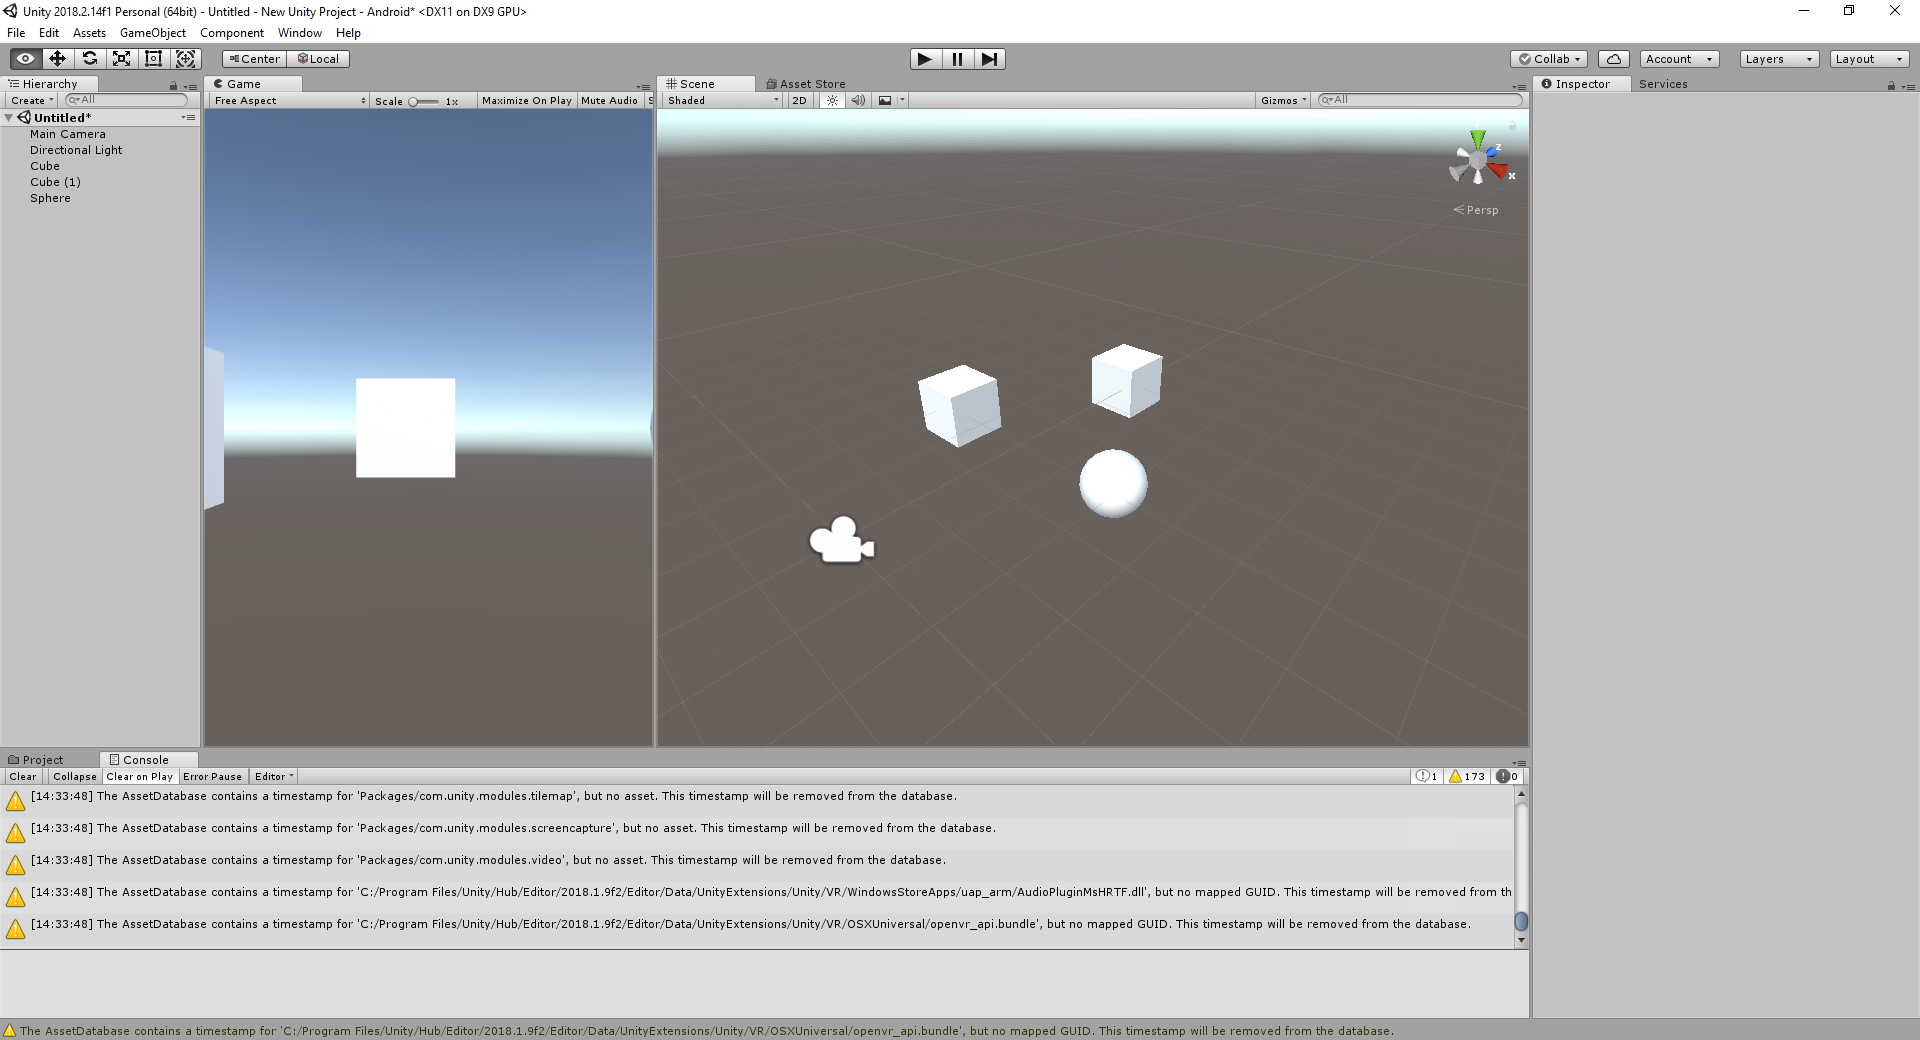 Unity 2018.2.14f1 Personal (64bit) - Untitled - New Unity Project - Android* <DX11 on DX9 GPU>
File Edit Assets GameObject Component Window Help
Center Local Collab Account Layers Layout
Hierarchy Game Scene Asset Store Inspector Services
Create All Free Aspect Scale 1x Maximize On Play Mute Audio S Shaded 2D Gizmos All
Untitled*
Main Camera
Directional Light
Cube
Cube (1)
Sphere
z
x
Persp
Project Console
Clear Collapse Clear on Play Error Pause Editor 1 173 0
[14:33:48] The AssetDatabase contains a timestamp for 'Packages/com.unity.modules.tilemap', but no asset. This timestamp will be removed from the database.
[14:33:48] The AssetDatabase contains a timestamp for 'Packages/com.unity.modules.screencapture', but no asset. This timestamp will be removed from the database.
[14:33:48] The AssetDatabase contains a timestamp for 'Packages/com.unity.modules.video', but no asset. This timestamp will be removed from the database.
[14:33:48] The AssetDatabase contains a timestamp for 'C:/Program Files/Unity/Hub/Editor/2018.1.9f2/Editor/Data/UnityExtensions/Unity/VR/WindowsStoreApps/uap_arm/AudioPluginMsHRTF.dll', but no mapped GUID. This timestamp will be removed from th
[14:33:48] The AssetDatabase contains a timestamp for 'C:/Program Files/Unity/Hub/Editor/2018.1.9f2/Editor/Data/UnityExtensions/Unity/VR/OSXUniversal/openvr_api.bundle', but no mapped GUID. This timestamp will be removed from the database.
The AssetDatabase contains a timestamp for 'C:/Program Files/Unity/Hub/Editor/2018.1.9f2/Editor/Data/UnityExtensions/Unity/VR/OSXUniversal/openvr_api.bundle', but no mapped GUID. This timestamp will be removed from the database.